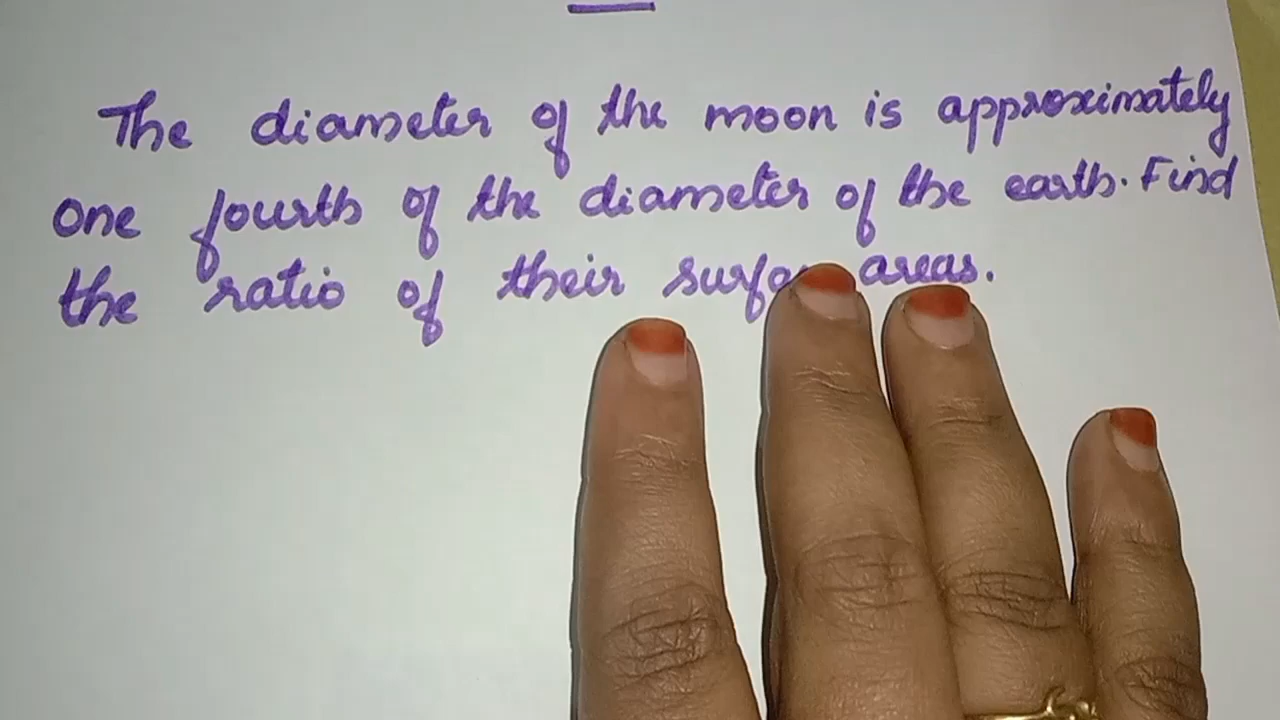 The diameter of the moon is approximately
one fourth of the diameter of the earth. Find
the ratio of their areas.